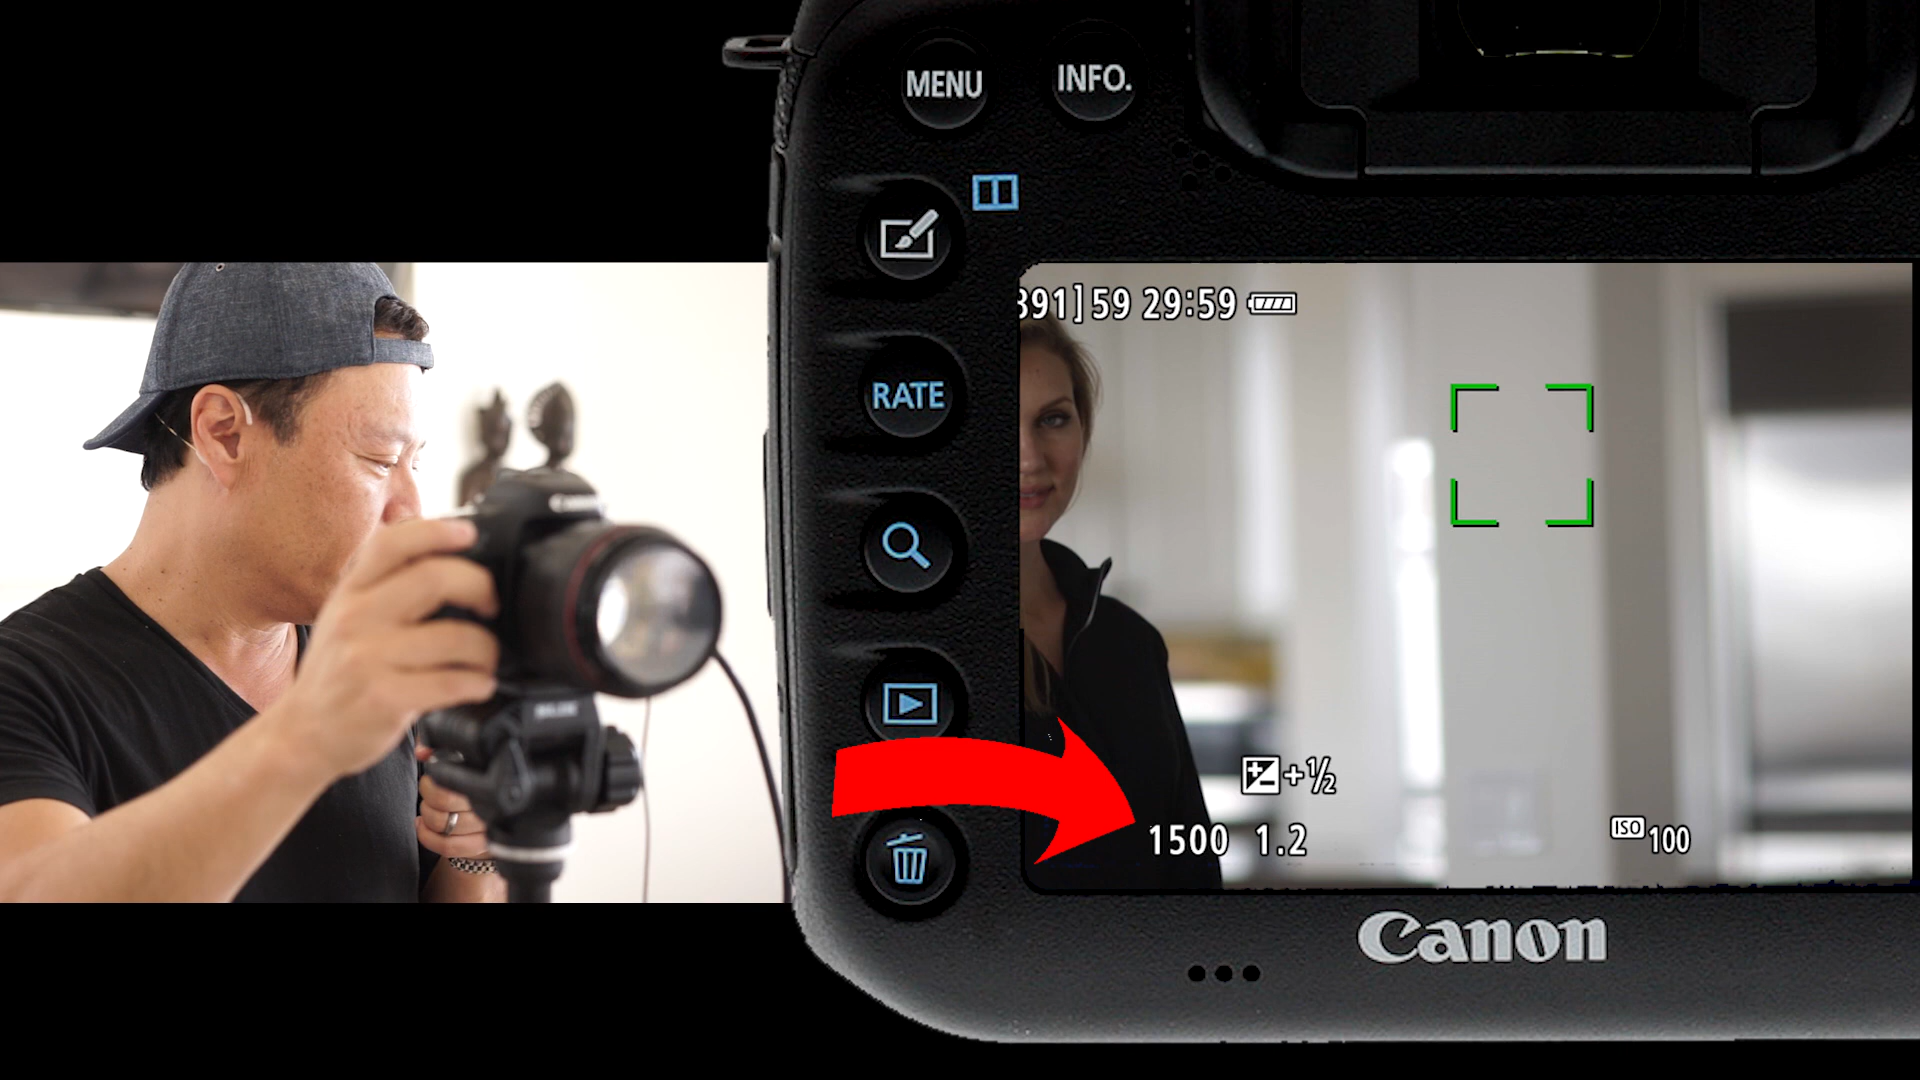 MENU
INFO.
RATE
391] 59 29:59
+½
1500 1.2
ISO 100
Canon